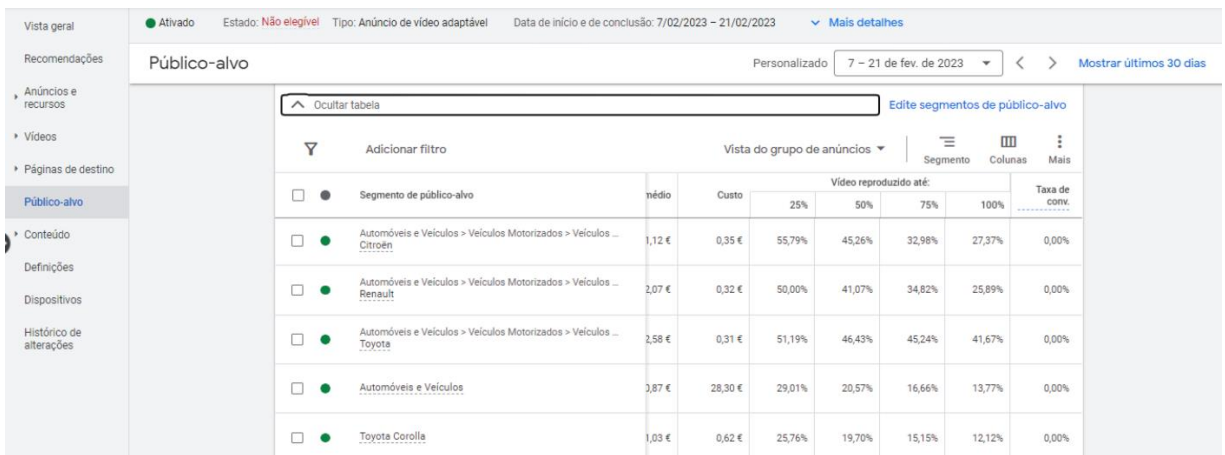 Vista geral
Recomendações
Anúncios e
recursos
Vídeos
Páginas de destino
Público-alvo
Conteúdo
Definições
Dispositivos
Histórico de
alterações
Ativado Estado: Não elegível Tipo: Anúncio de vídeo adaptável Data de início e de conclusão: 7/02/2023 – 21/02/2023 Mais detalhes
Público-alvo Personalizado 7 – 21 de fev. de 2023 Mostrar últimos 30 dias
Ocultar tabela Edite segmentos de público-alvo
Adicionar filtro Vista do grupo de anúncios Segmento Colunas Mais
Segmento de público-alvo médio Custo Vídeo reproduzido até: Taxa de
conv.
25% 50% 75% 100%
Automóveis e Veículos > Veículos Motorizados > Veículos ...
Citroën 1,12 € 0,35 € 55,79% 45,26% 32,98% 27,37% 0,00%
Automóveis e Veículos > Veículos Motorizados > Veículos ...
Renault 2,07 € 0,32 € 50,00% 41,07% 34,82% 25,89% 0,00%
Automóveis e Veículos > Veículos Motorizados > Veículos ...
Toyota 2,58 € 0,31 € 51,19% 46,43% 45,24% 41,67% 0,00%
Automóveis e Veículos 0,87 € 28,30 € 29,01% 20,57% 16,66% 13,77% 0,00%
Toyota Corolla 1,03 € 0,62 € 25,76% 19,70% 15,15% 12,12% 0,00%